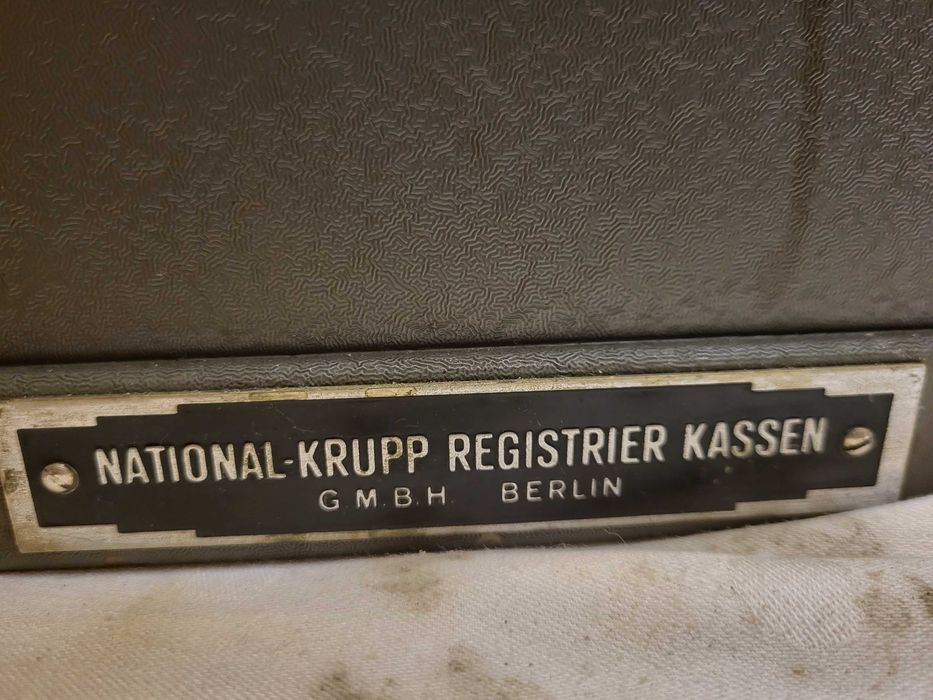 NATIONAL-KRUPP REGISTRIER KASSEN
G.M.B.H. BERLIN